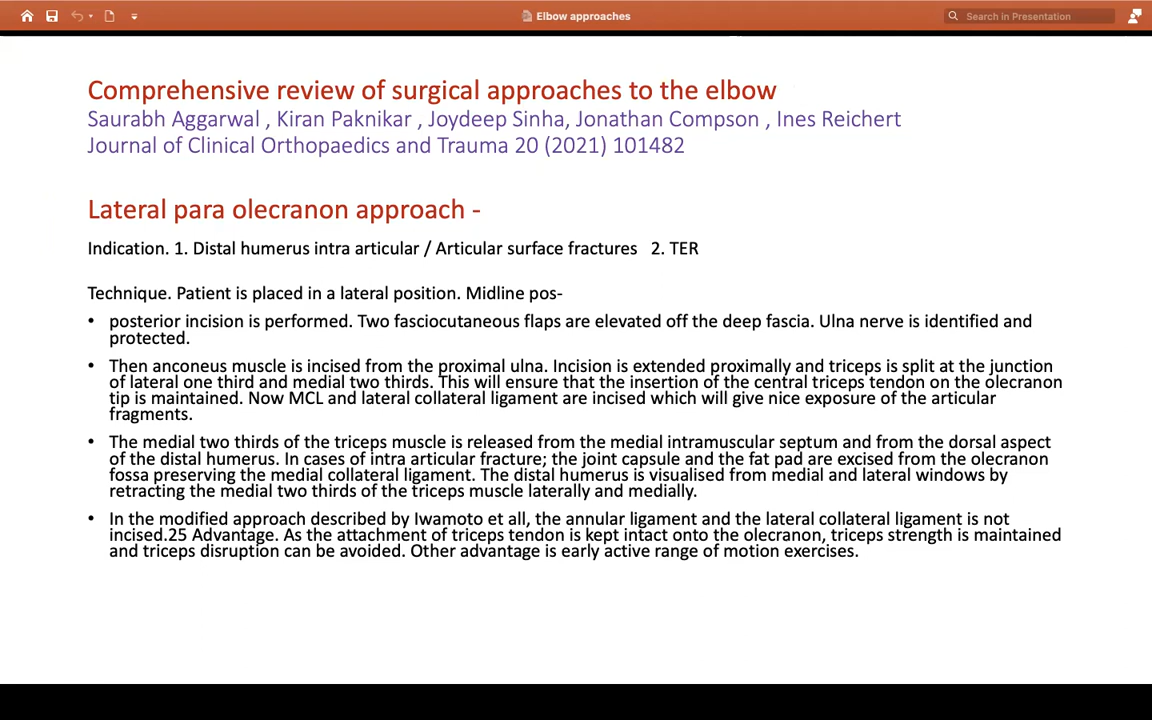 Elbow approaches
Search in Presentation
Comprehensive review of surgical approaches to the elbow
Saurabh Aggarwal , Kiran Paknikar , Joydeep Sinha, Jonathan Compson , Ines Reichert
Journal of Clinical Orthopaedics and Trauma 20 (2021) 101482
Lateral para olecranon approach -
Indication. 1. Distal humerus intra articular / Articular surface fractures 2. TER
Technique. Patient is placed in a lateral position. Midline pos-
• posterior incision is performed. Two fasciocutaneous flaps are elevated off the deep fascia. Ulna nerve is identified and
protected.
• Then anconeus muscle is incised from the proximal ulna. Incision is extended proximally and triceps is split at the junction
of lateral one third and medial two thirds. This will ensure that the insertion of the central triceps tendon on the olecranon
tip is maintained. Now MCL and lateral collateral ligament are incised which will give nice exposure of the articular
fragments.
• The medial two thirds of the triceps muscle is released from the medial intramuscular septum and from the dorsal aspect
of the distal humerus. In cases of intra articular fracture; the joint capsule and the fat pad are excised from the olecranon
fossa preserving the medial collateral ligament. The distal humerus is visualised from medial and lateral windows by
retracting the medial two thirds of the triceps muscle laterally and medially.
• In the modified approach described by Iwamoto et all, the annular ligament and the lateral collateral ligament is not
incised.25 Advantage. As the attachment of triceps tendon is kept intact onto the olecranon, triceps strength is maintained
and triceps disruption can be avoided. Other advantage is early active range of motion exercises.